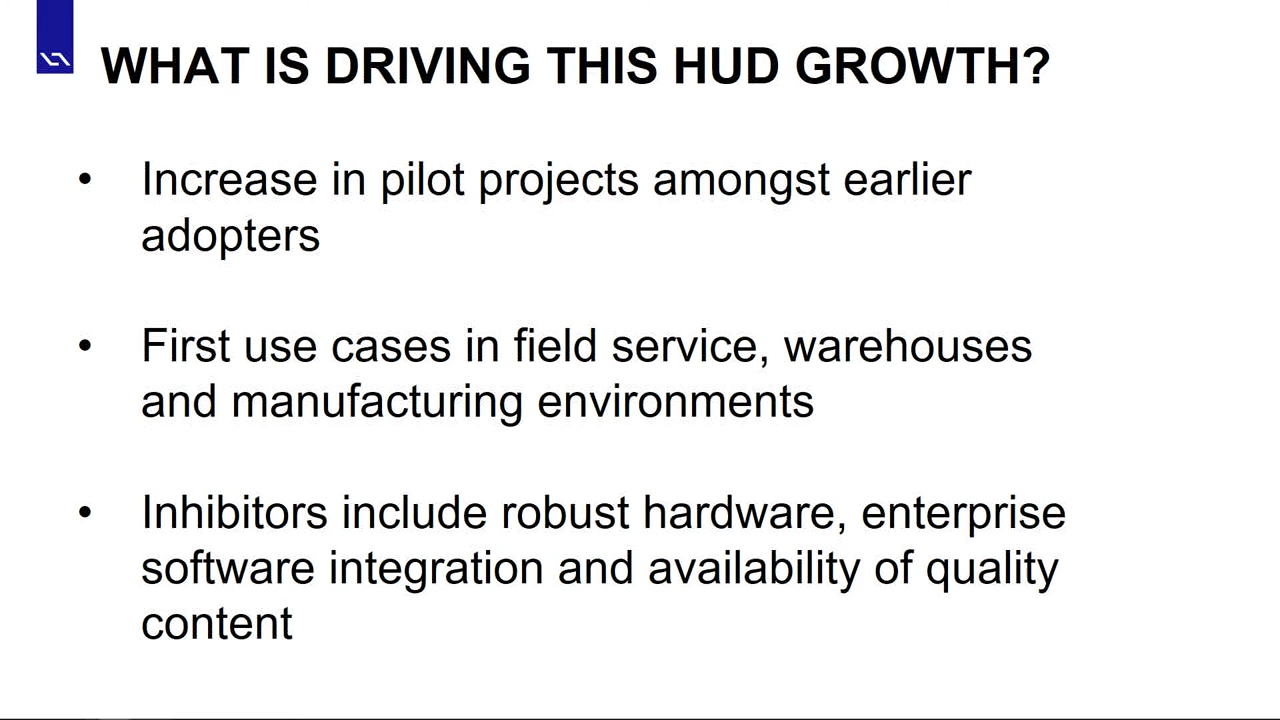 WHAT IS DRIVING THIS HUD GROWTH?
• Increase in pilot projects amongst earlier
adopters
• First use cases in field service, warehouses
and manufacturing environments
• Inhibitors include robust hardware, enterprise
software integration and availability of quality
content